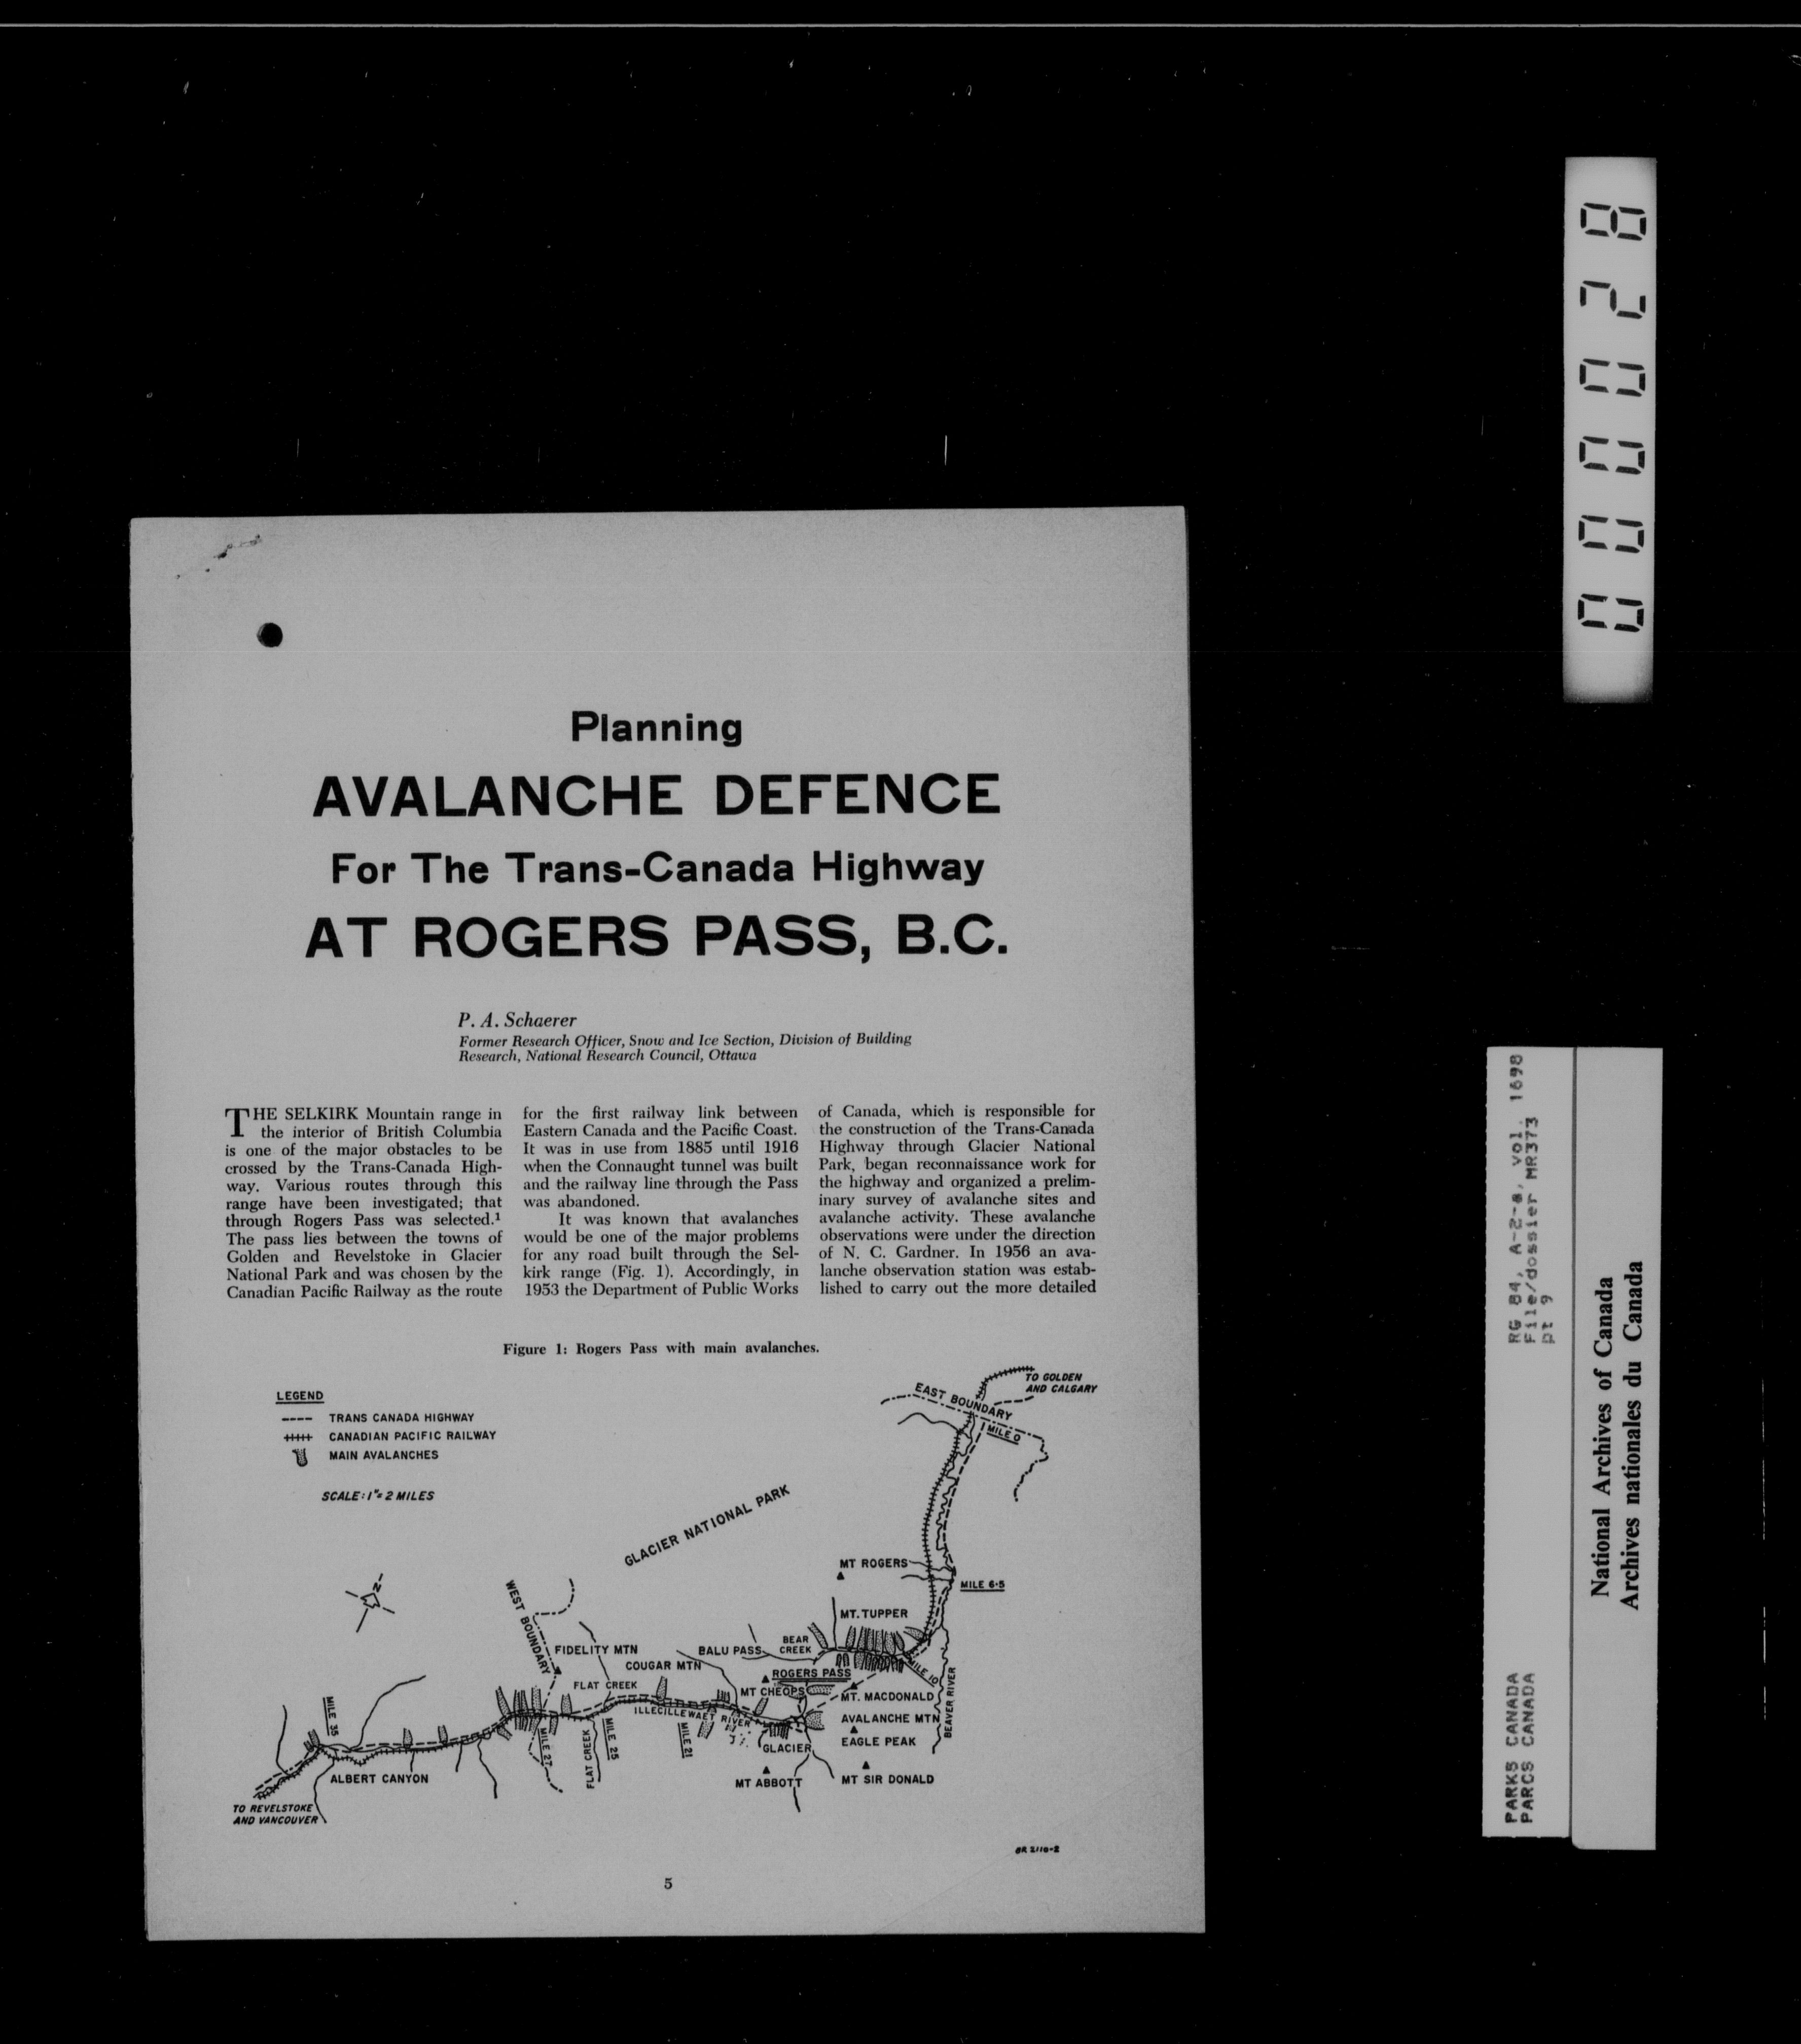 Planning
AVALANCHE DEFENCE
For The Trans-Canada Highway
AT ROGERS PASS, B.C.
P. A. Schaerer
Former Research Officer, Snow and Ice Section, Division of Building
Research, National Research Council, Ottawa
THE SELKIRK Mountain range in
the interior of British Columbia
is one of the major obstacles to be
crossed by the Trans-Canada High-
way. Various routes through this
range have been investigated; that
through Rogers Pass was selected.¹
The pass lies between the towns of
Golden and Revelstoke in Glacier
National Park and was chosen by the
Canadian Pacific Railway as the route
for the first railway link between
Eastern Canada and the Pacific Coast.
It was in use from 1885 until 1916
when the Connaught tunnel was built
and the railway line through the Pass
was abandoned.
It was known that avalanches
would be one of the major problems
for any road built through the Sel-
kirk range (Fig. 1). Accordingly, in
1953 the Department of Public Works
of Canada, which is responsible for
the construction of the Trans-Canada
Highway through Glacier National
Park, began reconnaissance work for
the highway and organized a prelim-
inary survey of avalanche sites and
avalanche activity. These avalanche
observations were under the direction
of N. C. Gardner. In 1956 an ava-
lanche observation station was estab-
lished to carry out the more detailed
Figure 1: Rogers Pass with main avalanches.
LEGEND
TRANS CANADA HIGHWAY
CANADIAN PACIFIC RAILWAY
MAIN AVALANCHES
SCALE: 1"= 2 MILES
TO GOLDEN
AND CALGARY
EAST BOUNDARY
MILE 0
GLACIER NATIONAL PARK
N
MT ROGERS
MILE 6·5
WEST BOUNDARY
MT. TUPPER
BEAR
CREEK
BALU PASS
FIDELITY MTN
COUGAR MTN
ROGERS PASS
MILE 10
BEAVER RIVER
FLAT CREEK
MT CHEOPS
MT. MACDONALD
ILLECILLEWAET RIVER
AVALANCHE MTN
EAGLE PEAK
MILE 35
MILE 27
FLAT CREEK
MILE 25
MILE 21
GLACIER
ALBERT CANYON
MT ABBOTT
MT SIR DONALD
TO REVELSTOKE
AND VANCOUVER
BR 2110-2
5
000028
RG 84, A-2-a, vol. 1698
File/dossier MR373
pt 9
PARKS CANADA
PARCS CANADA
National Archives of Canada
Archives nationales du Canada